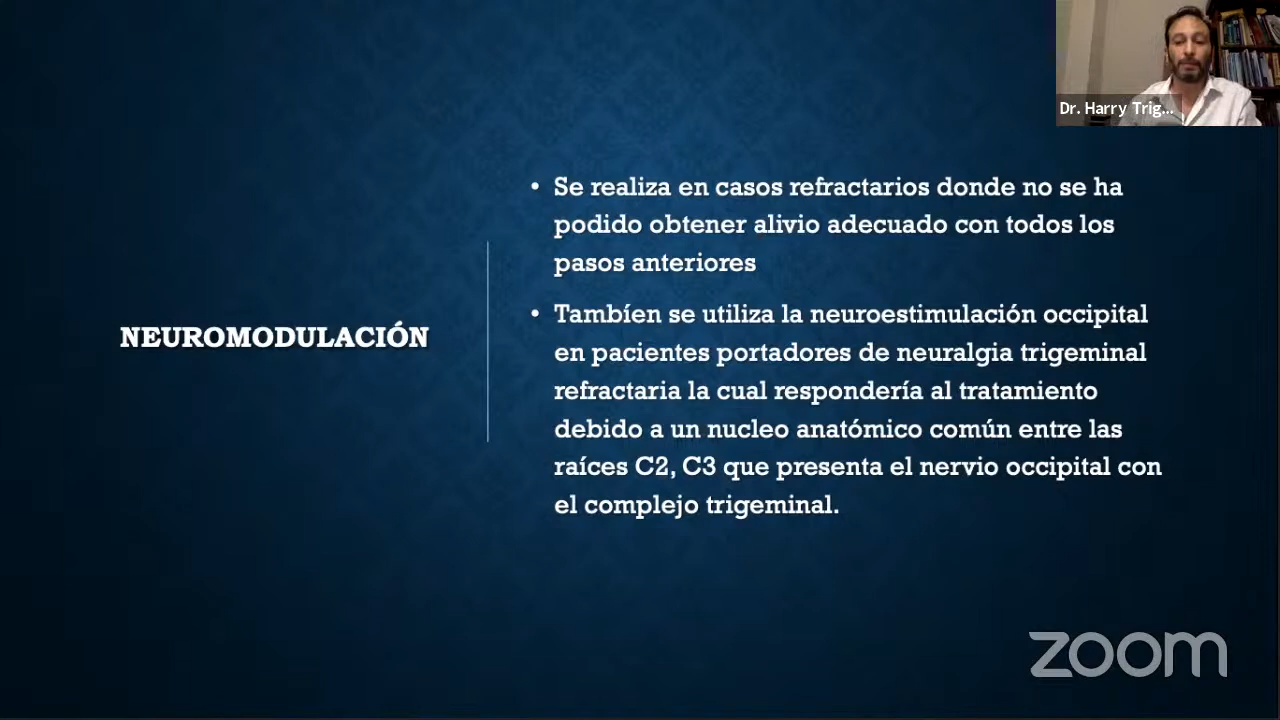 Dr. Harry Trig...
NEUROMODULACIÓN
• Se realiza en casos refractarios donde no se ha
podido obtener alivio adecuado con todos los
pasos anteriores
• Tambíen se utiliza la neuroestimulación occipital
en pacientes portadores de neuralgia trigeminal
refractaria la cual respondería al tratamiento
debido a un nucleo anatómico común entre las
raíces C2, C3 que presenta el nervio occipital con
el complejo trigeminal.
zoom